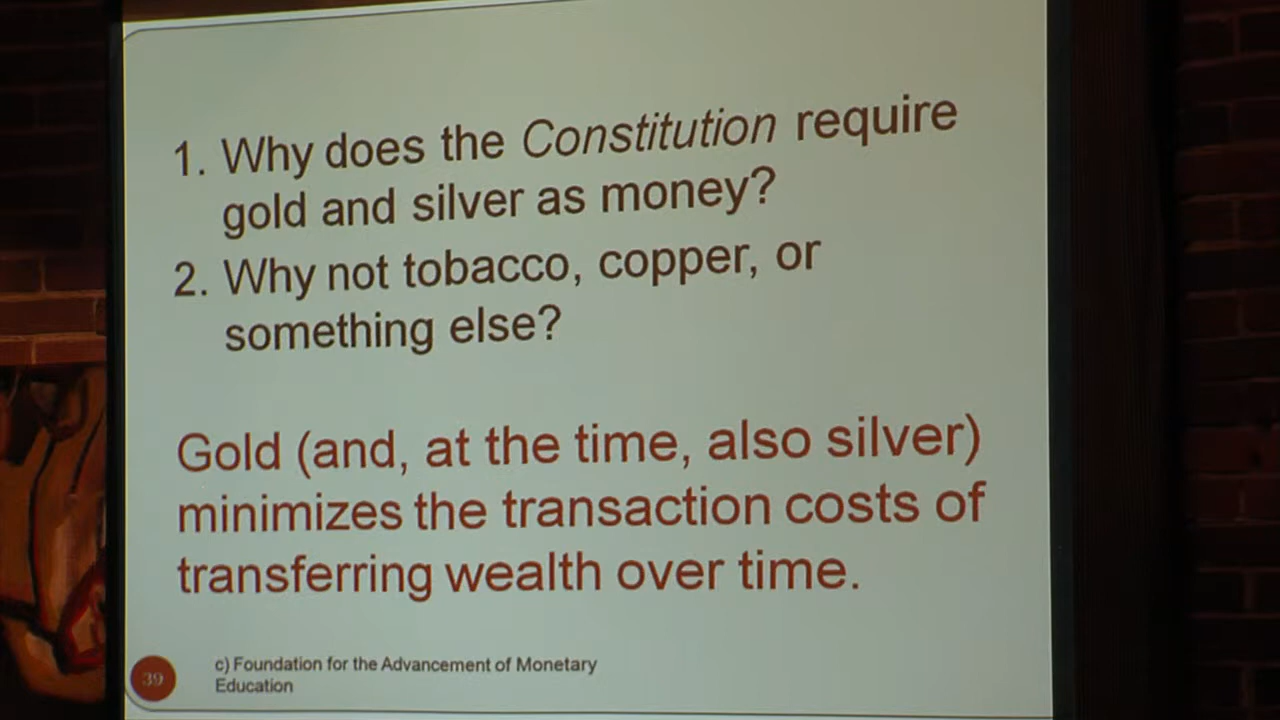 1. Why does the Constitution require
gold and silver as money?
2. Why not tobacco, copper, or
something else?
Gold (and, at the time, also silver)
minimizes the transaction costs of
transferring wealth over time.
39
c) Foundation for the Advancement of Monetary
Education